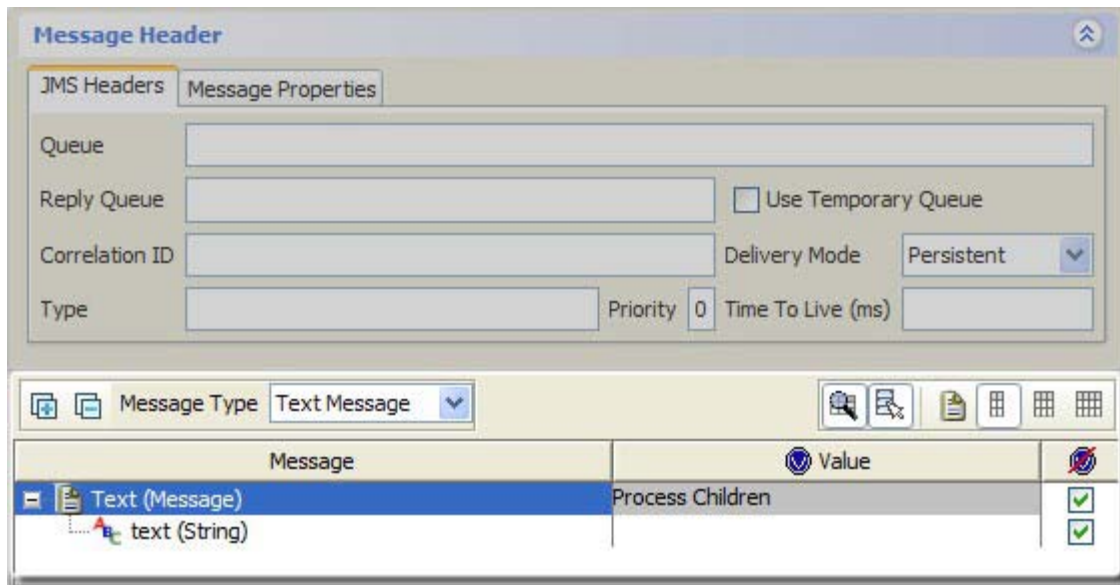 Message Header
JMS Headers Message Properties
Queue
Reply Queue Use Temporary Queue
Correlation ID Delivery Mode Persistent
Type Priority 0 Time To Live (ms)
Message Type Text Message
Message Value
Text (Message) Process Children
text (String)